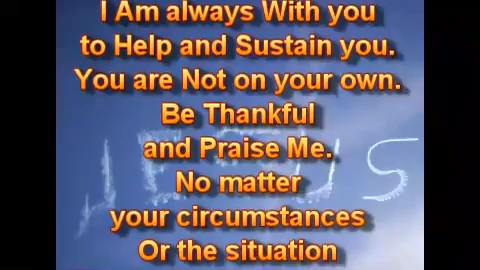 I Am always With you
to Help and Sustain you.
You are Not on your own.
Be Thankful
and Praise Me.
No matter
your circumstances
Or the situation
JESUS